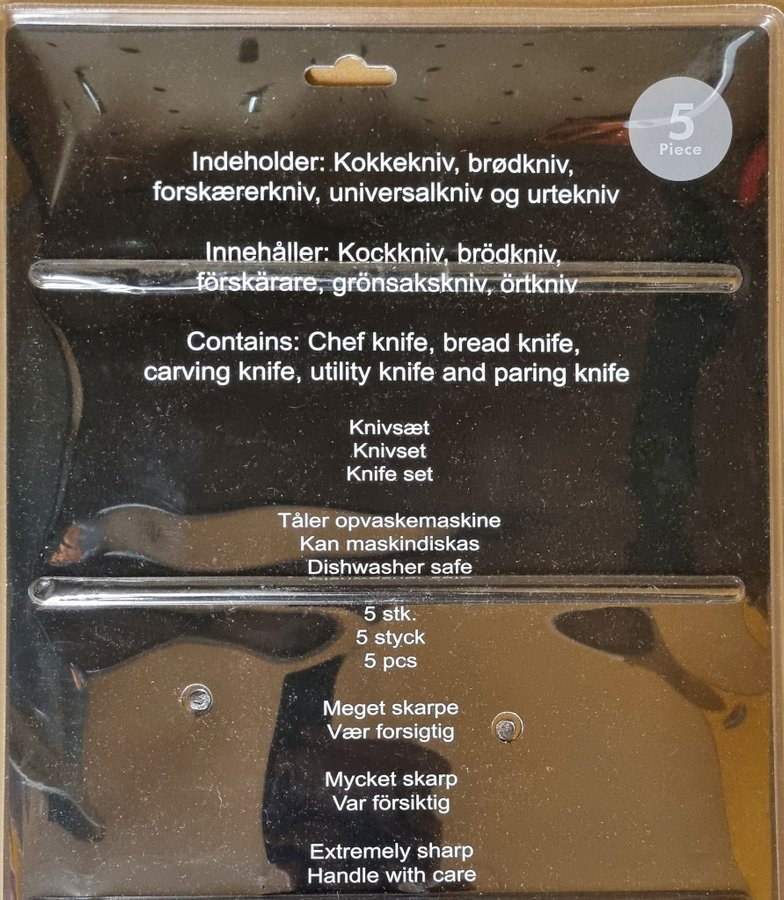 5
Piece
Indeholder: Kokkekniv, brødkniv,
forskærerkniv, universalkniv og urtekniv
Innehåller: Kockkniv, brödkniv,
förskärare, grönsakskniv, örtkniv
Contains: Chef knife, bread knife,
carving knife, utility knife and paring knife
Knivsæt
Knivset
Knife set
Tåler opvaskemaskine
Kan maskindiskas
Dishwasher safe
5 stk.
5 styck
5 pcs
Meget skarpe
Vær forsigtig
Mycket skarp
Var försiktig
Extremely sharp
Handle with care